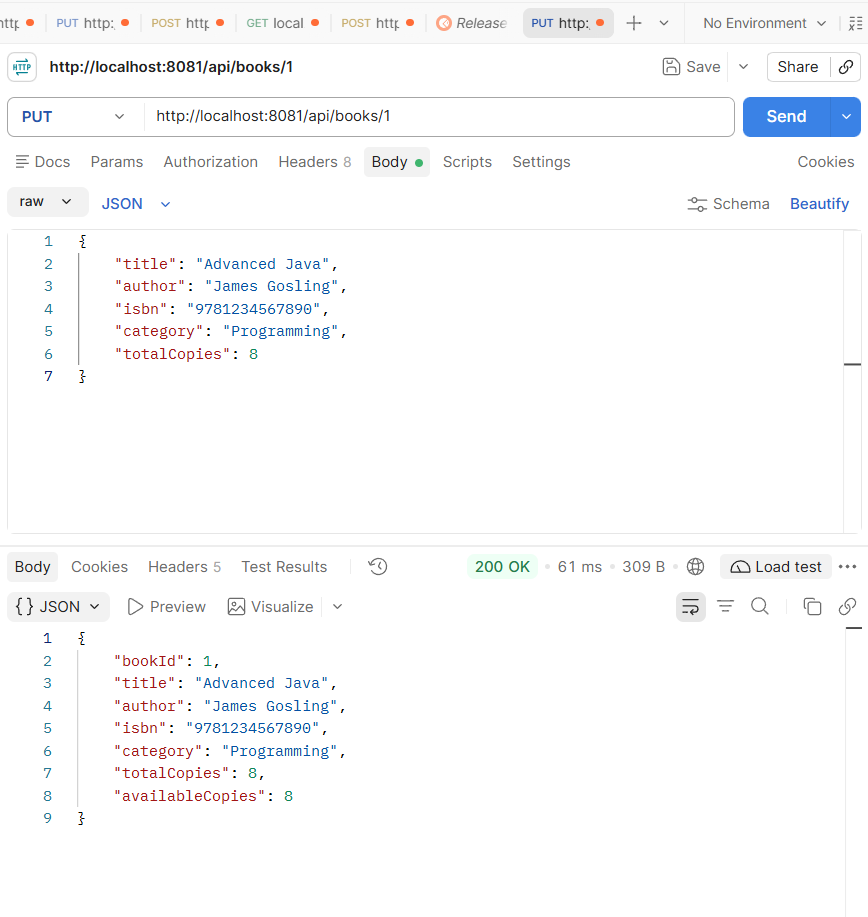 PUT http: POST http GET local POST http Release PUT http: No Environment
HTTP http://localhost:8081/api/books/1 Save Share
PUT http://localhost:8081/api/books/1 Send
Docs Params Authorization Headers 8 Body Scripts Settings Cookies
raw JSON Schema Beautify
1 {
2 "title": "Advanced Java",
3 "author": "James Gosling",
4 "isbn": "9781234567890",
5 "category": "Programming",
6 "totalCopies": 8
7 }
Body Cookies Headers 5 Test Results 200 OK • 61 ms • 309 B • Load test
{} JSON Preview Visualize
1 {
2 "bookId": 1,
3 "title": "Advanced Java",
4 "author": "James Gosling",
5 "isbn": "9781234567890",
6 "category": "Programming",
7 "totalCopies": 8,
8 "availableCopies": 8
9 }